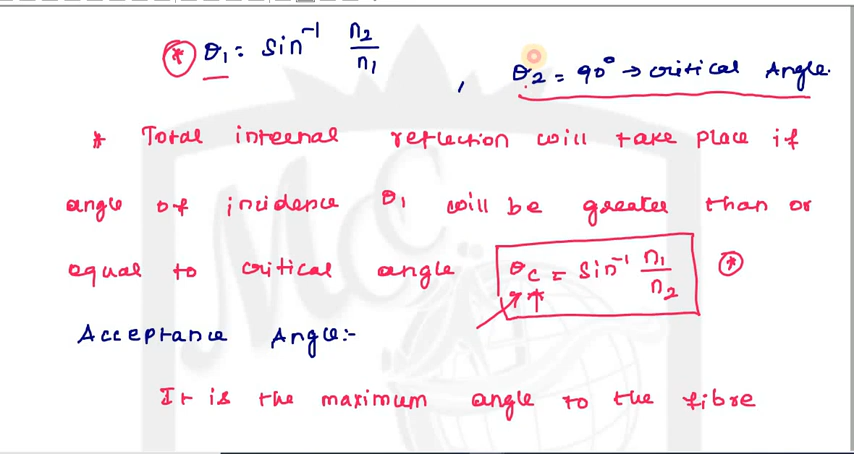 * θ1 = sin⁻¹ n2/n1 , θ2 = 90° → critical Angle.
* Total internal reflection will take place if
angle of incidence θ1 will be greater than or
equal to critical angle θc = sin⁻¹ n1/n2 *
Acceptance Angle:-
It is the maximum angle to the fibre
MCC